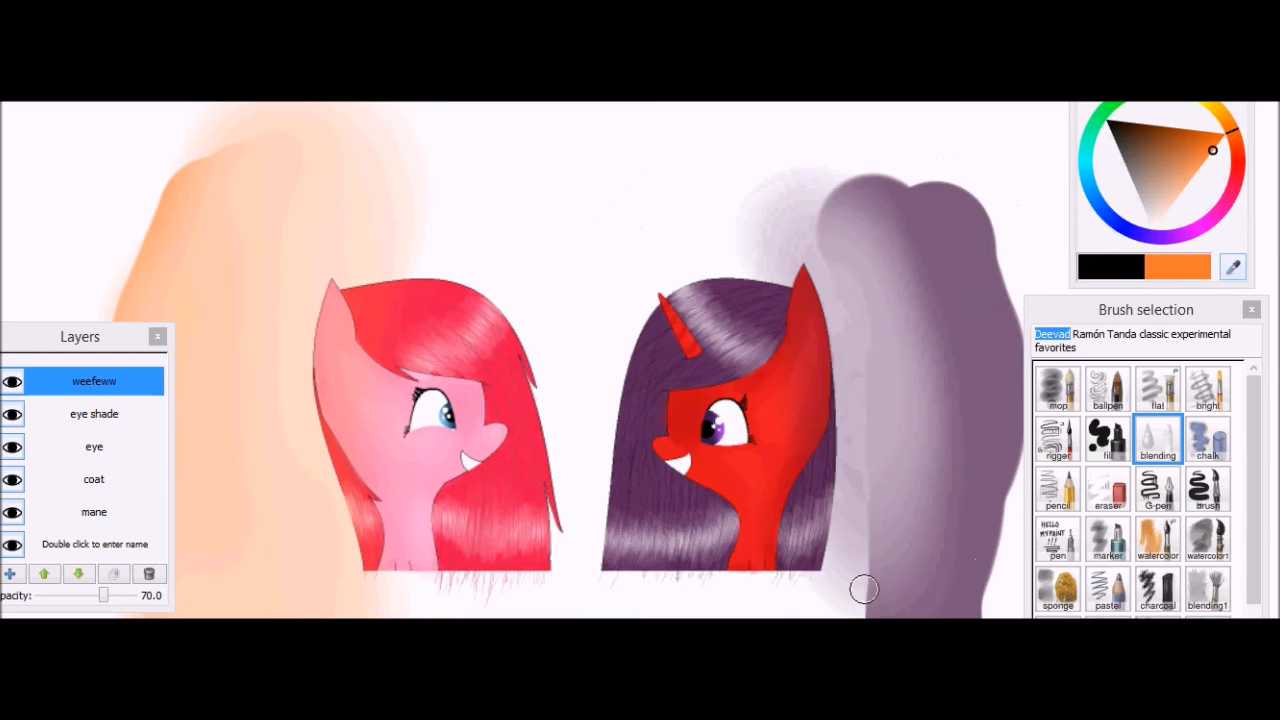 Layers
weefeww
eye shade
eye
coat
mane
Double click to enter name
pacity: 70.0
Brush selection
Deevad Ramón Tanda classic experimental
favorites
mop ballpen flat bright
rigger fil blending chalk
pencil eraser G-pen brush
HELLO
MY PAINT
!!!
pen marker watercolor watercolor1
sponge pastel charcoal blending1